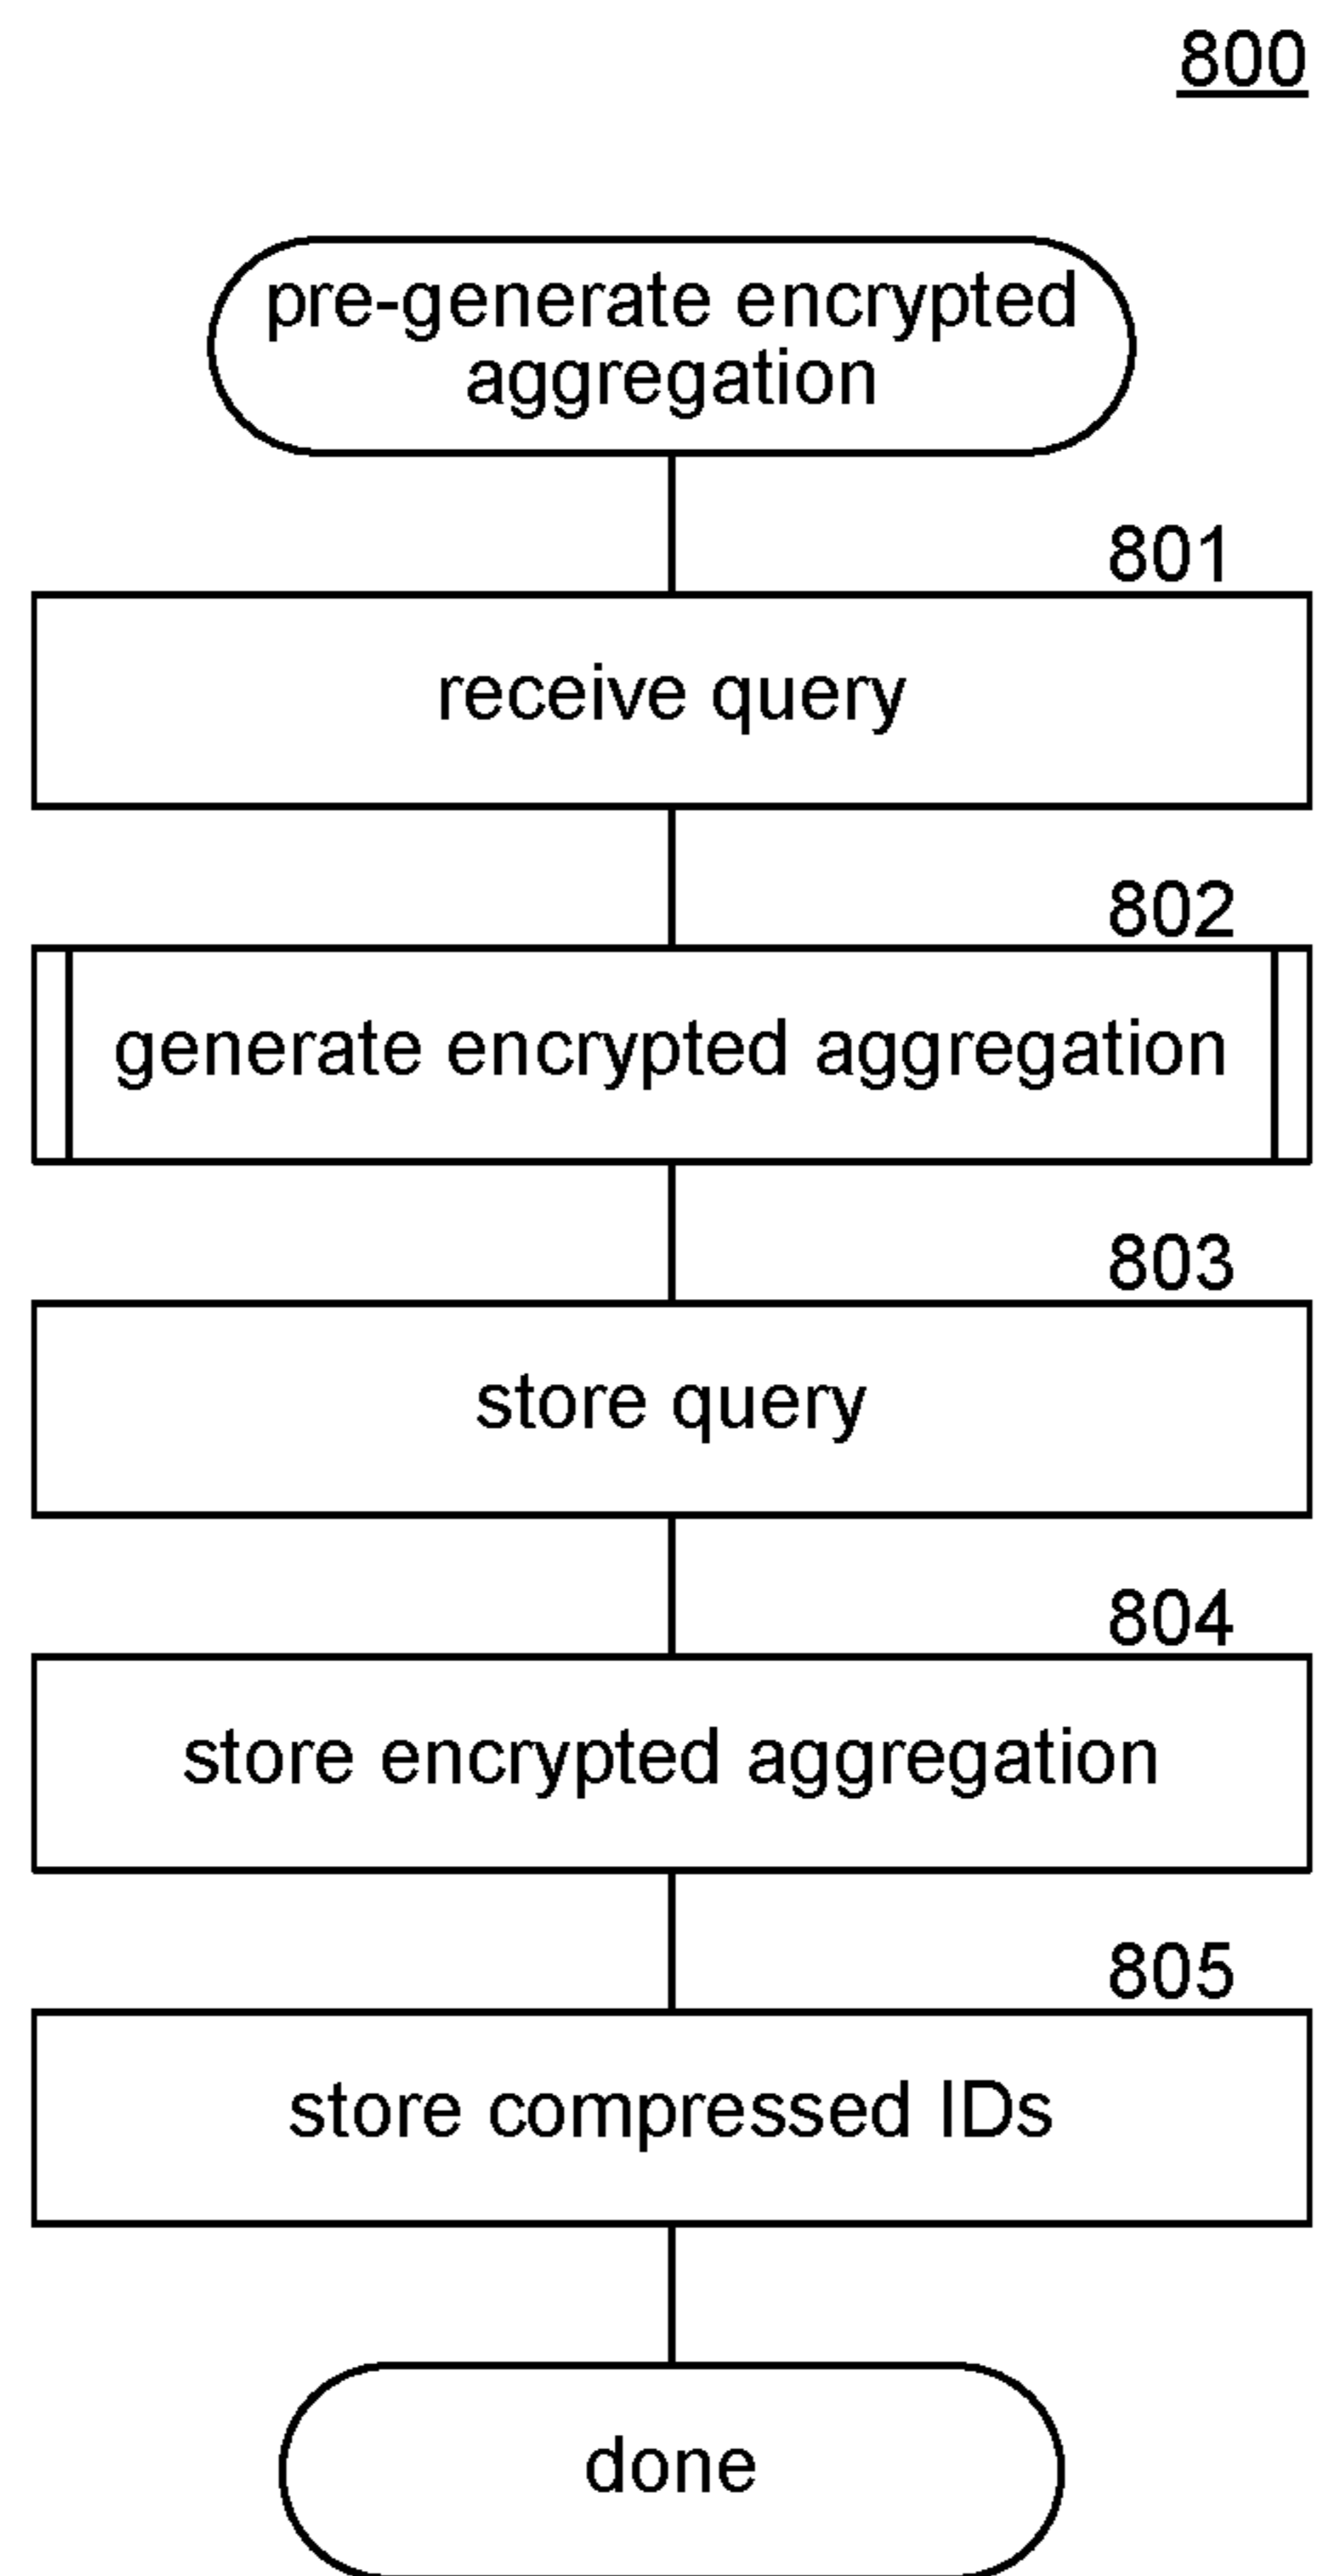 800
pre-generate encrypted
aggregation
801
receive query
802
generate encrypted aggregation
803
store query
804
store encrypted aggregation
805
store compressed IDs
done